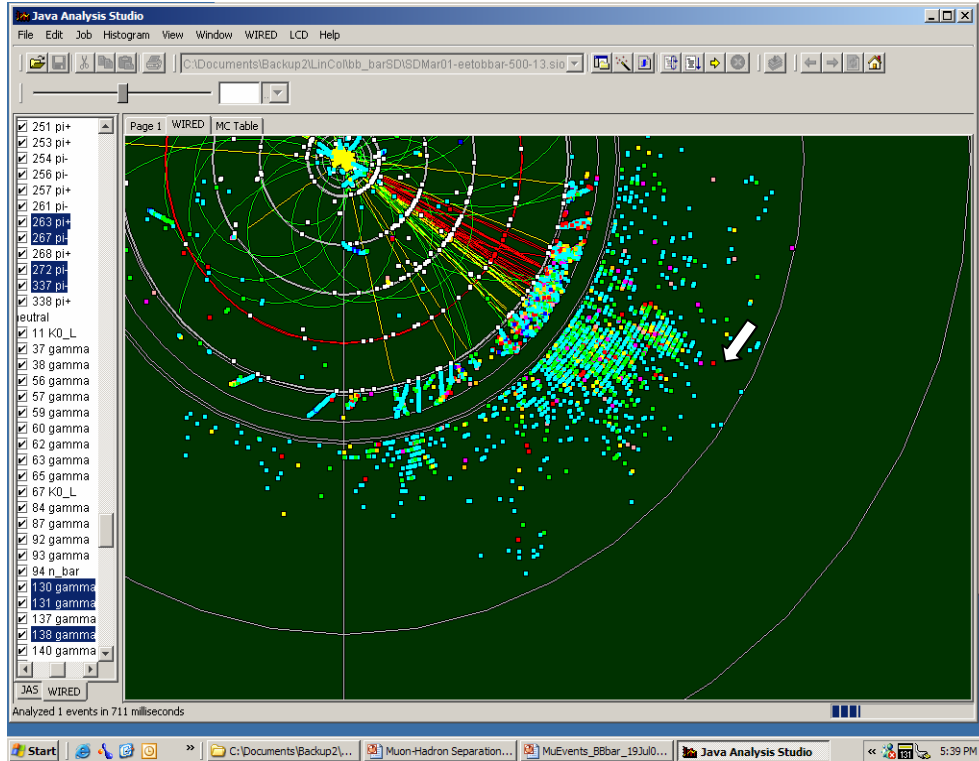 Java Analysis Studio
File Edit Job Histogram View Window WIRED LCD Help
C:\Documents\Backup2\LinCol\bb_barSD\SDMar01-eetobbar-500-13.sio
Page 1 WIRED MC Table
251 pi+
253 pi+
254 pi-
256 pi-
257 pi+
261 pi-
263 pi+
267 pi-
268 pi+
272 pi-
337 pi-
338 pi+
eutral
11 K0_L
37 gamma
38 gamma
56 gamma
57 gamma
59 gamma
60 gamma
62 gamma
63 gamma
65 gamma
67 K0_L
84 gamma
87 gamma
92 gamma
93 gamma
94 n_bar
130 gamma
131 gamma
137 gamma
138 gamma
140 gamma
JAS WIRED
Analyzed 1 events in 711 milliseconds
Start » C:\Documents\Backup2\... Muon-Hadron Separation... MuEvents_BBbar_19Jul0... Java Analysis Studio « 131 5:39 PM